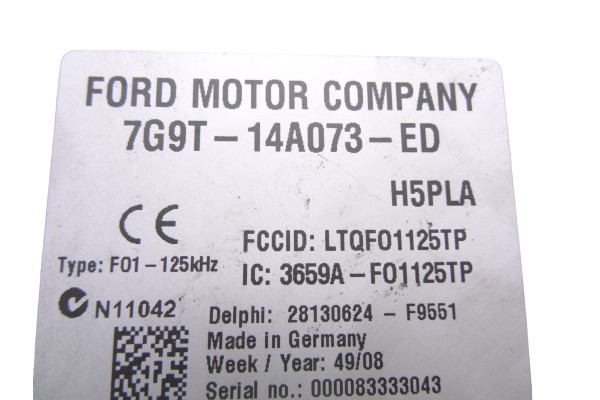 FORD MOTOR COMPANY
7G9T-14A073-ED
H5PLA
CE
FCCID: LTQF01125TP
Type: F01-125kHz
IC: 3659A-F01125TP
N11042
Delphi: 28130624 - F9551
Made in Germany
Week / Year: 49/08
Serial no.: 000083333043